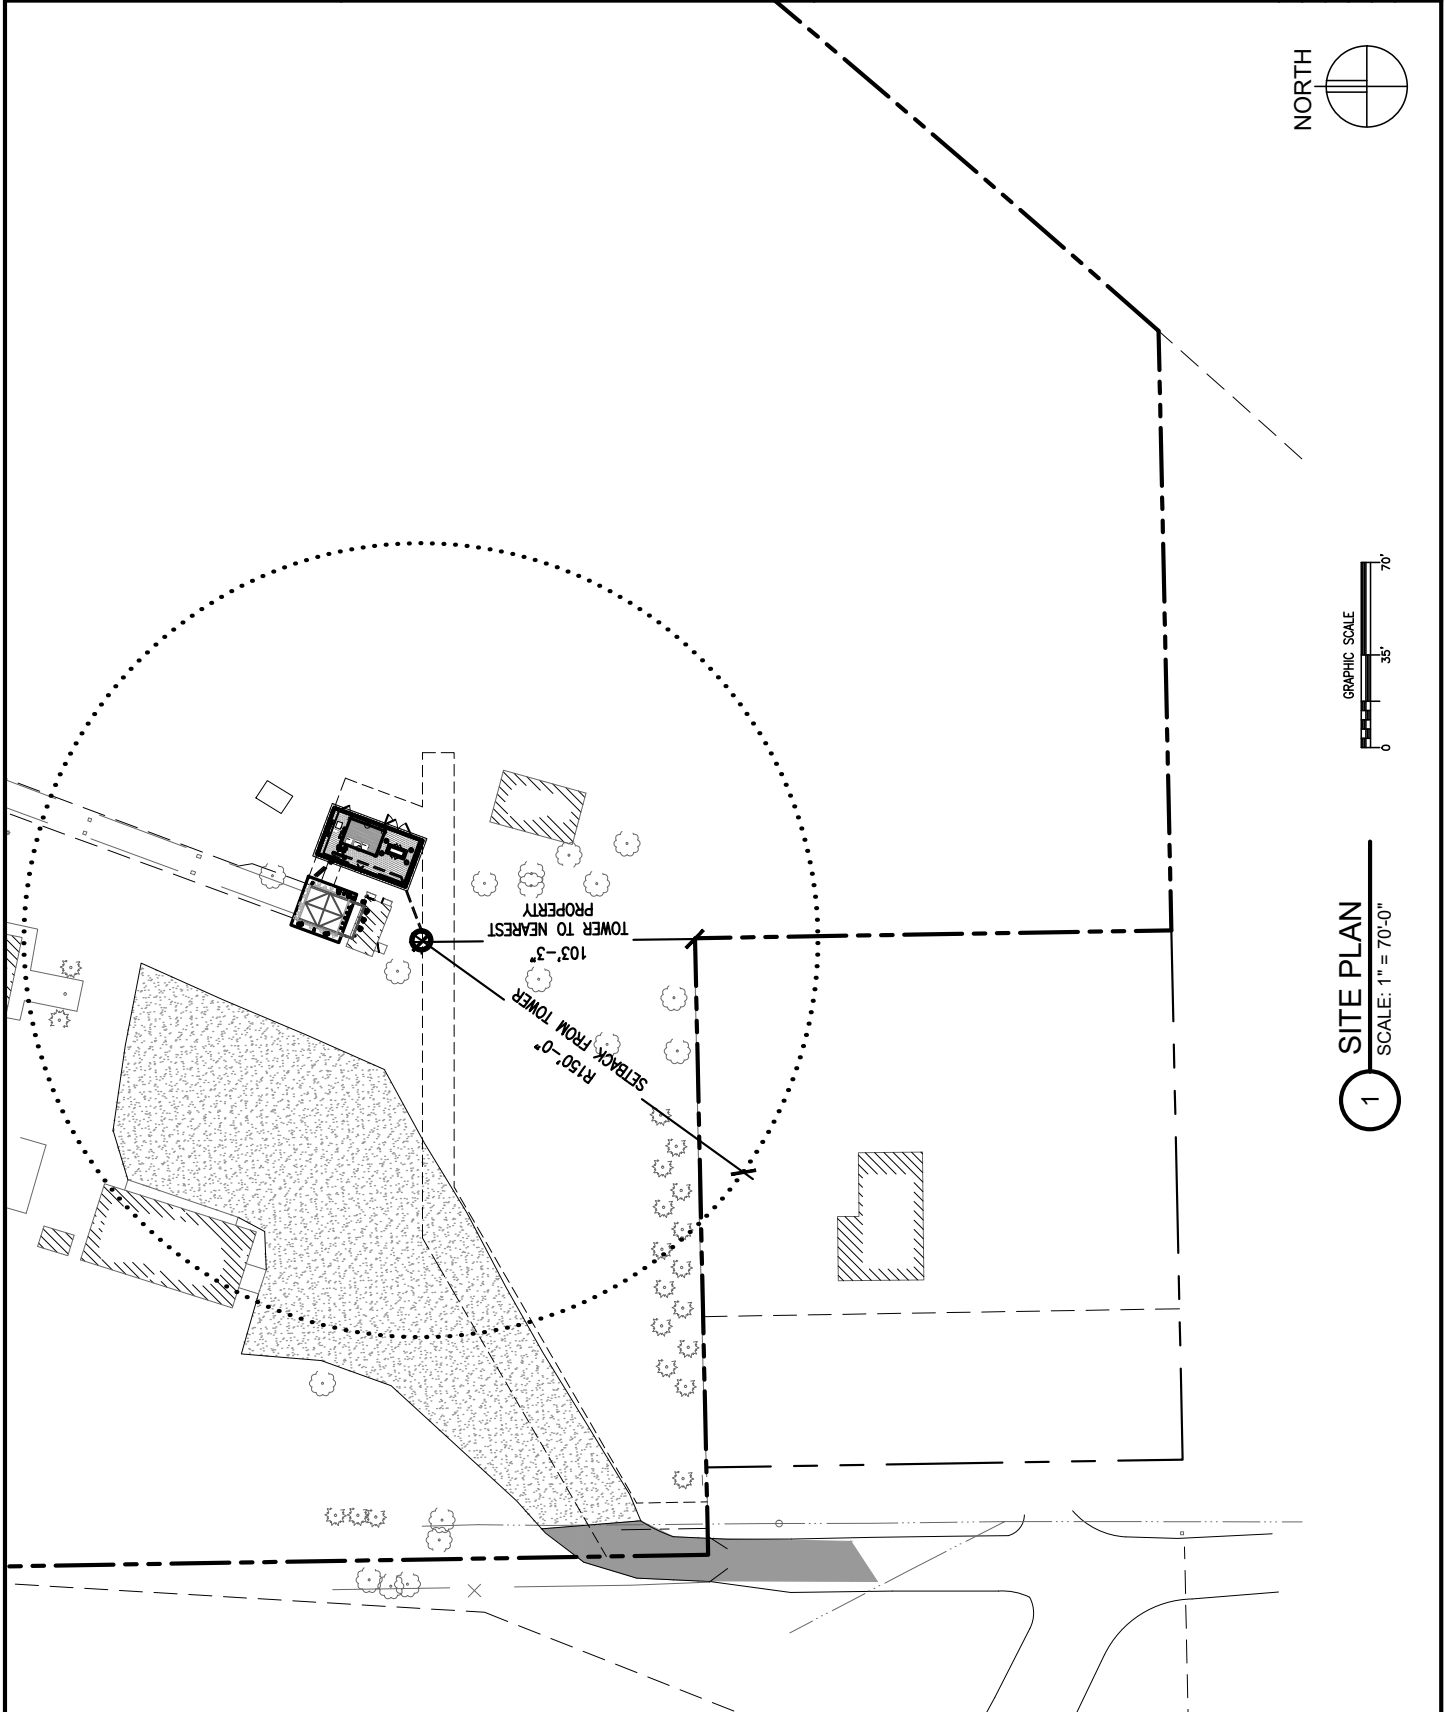 NORTH
103'-3"
TOWER TO NEAREST
PROPERTY
R150'-0"
SETBACK FROM TOWER
GRAPHIC SCALE
0
35'
70'
1
SITE PLAN
SCALE: 1" = 70'-0"